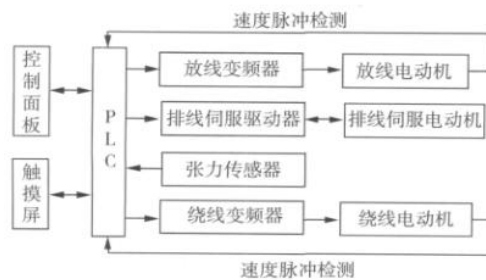 速度脉冲检测
控制面板
PLC
放线变频器
放线电动机
排线伺服驱动器
排线伺服电动机
张力传感器
触摸屏
绕线变频器
绕线电动机
速度脉冲检测